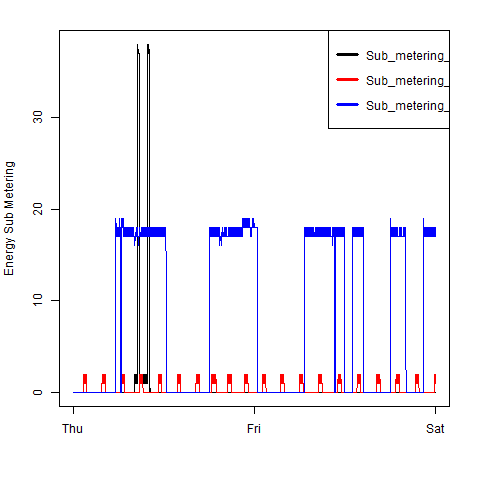 Sub_metering_
Sub_metering_
Sub_metering_
Energy Sub Metering
30
20
10
0
Thu Fri Sat